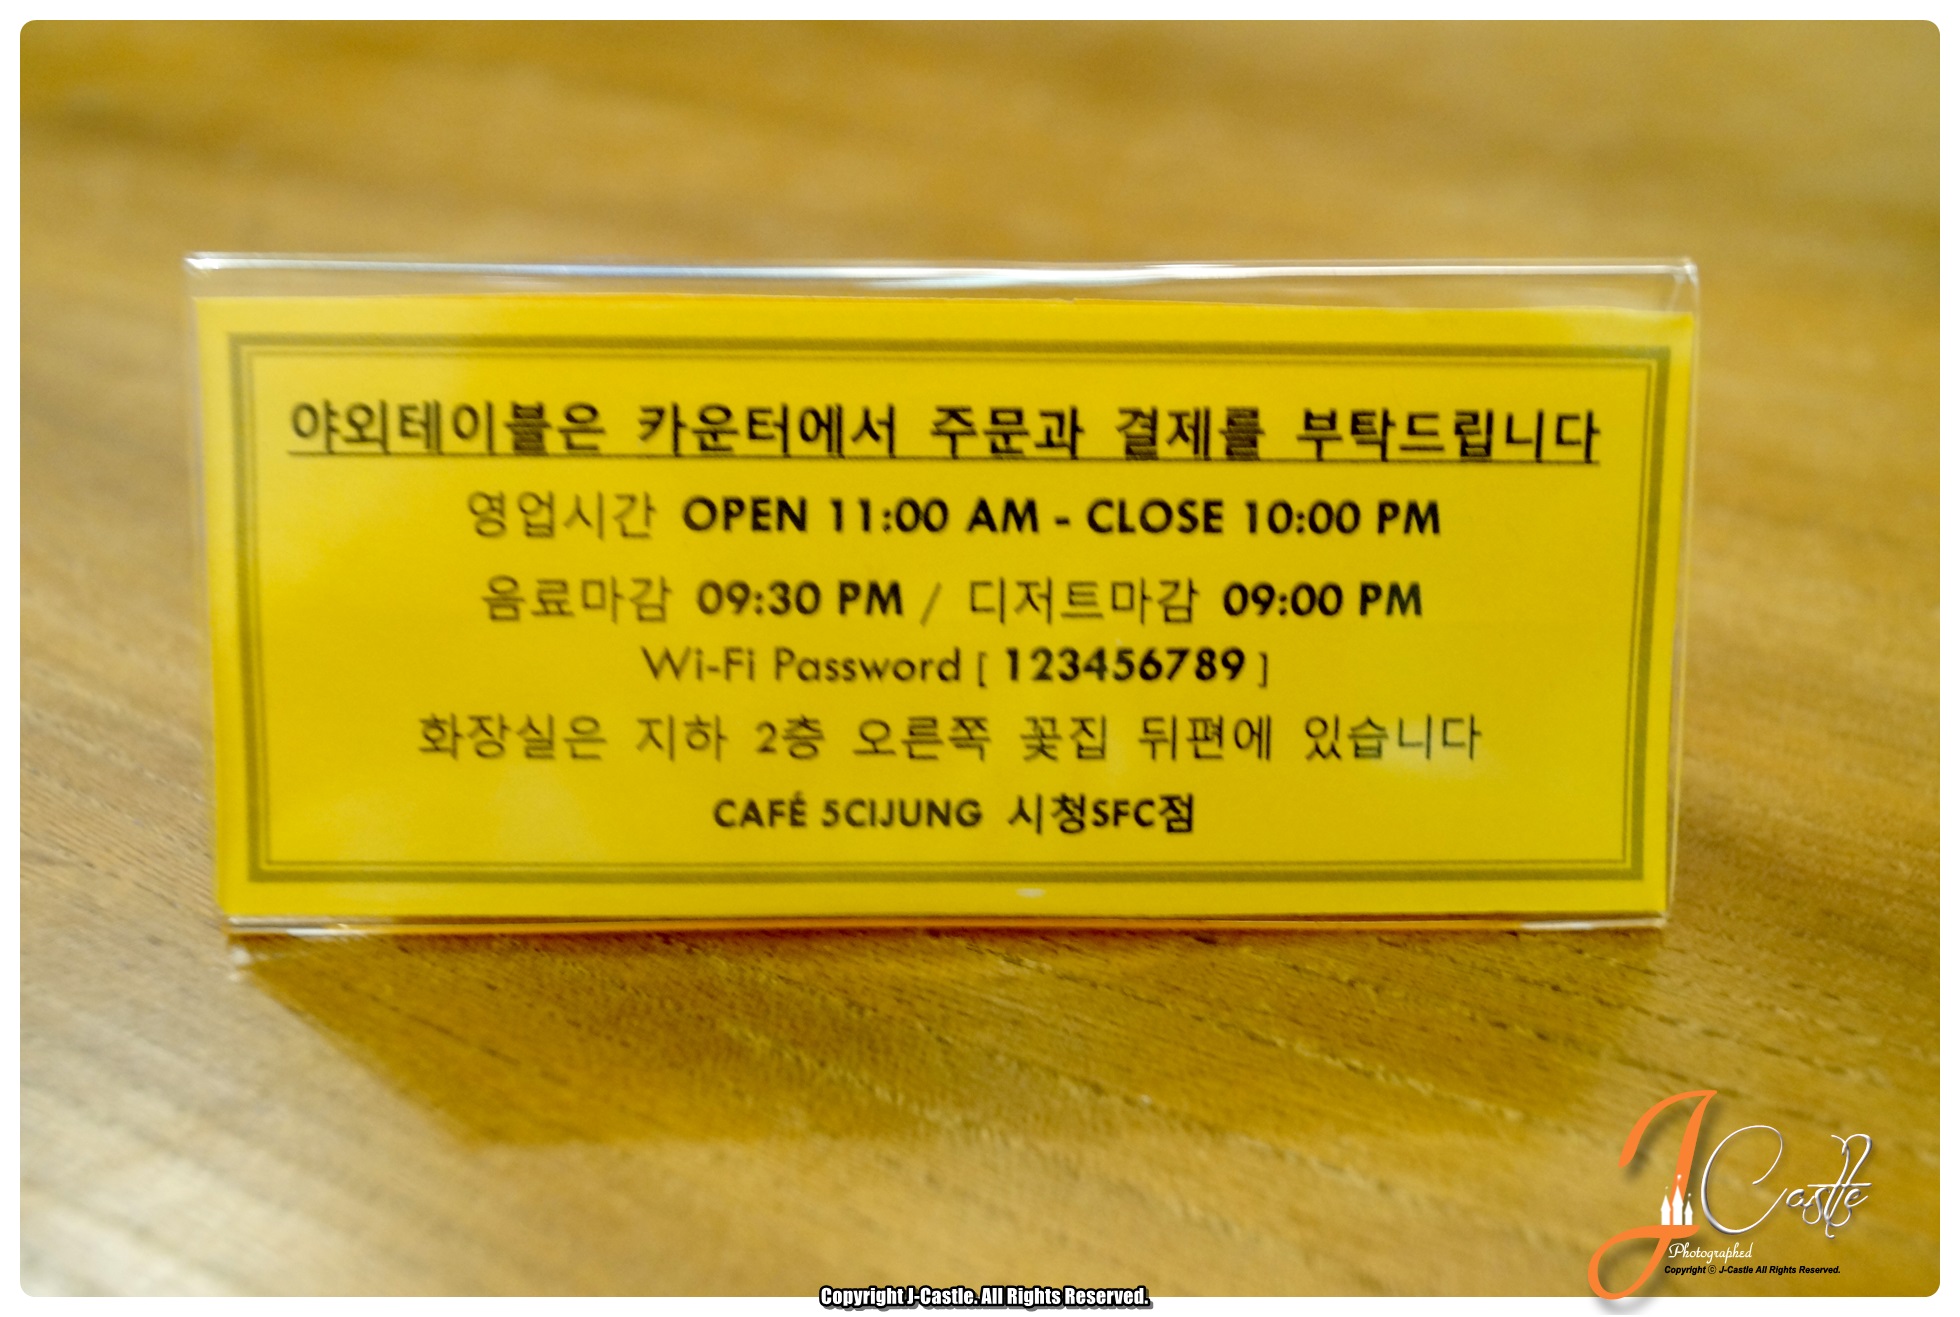 야외테이블은 카운터에서 주문과 결제를 부탁드립니다
영업시간 OPEN 11:00 AM - CLOSE 10:00 PM
음료마감 09:30 PM / 디저트마감 09:00 PM
Wi-Fi Password [ 123456789 ]
화장실은 지하 2층 오른쪽 꽃집 뒤편에 있습니다
CAFÉ 5CIJUNG 시청SFC점
J Castle
Photographed
Copyright ⓒ J-Castle All Rights Reserved.
Copyright J-Castle. All Rights Reserved.